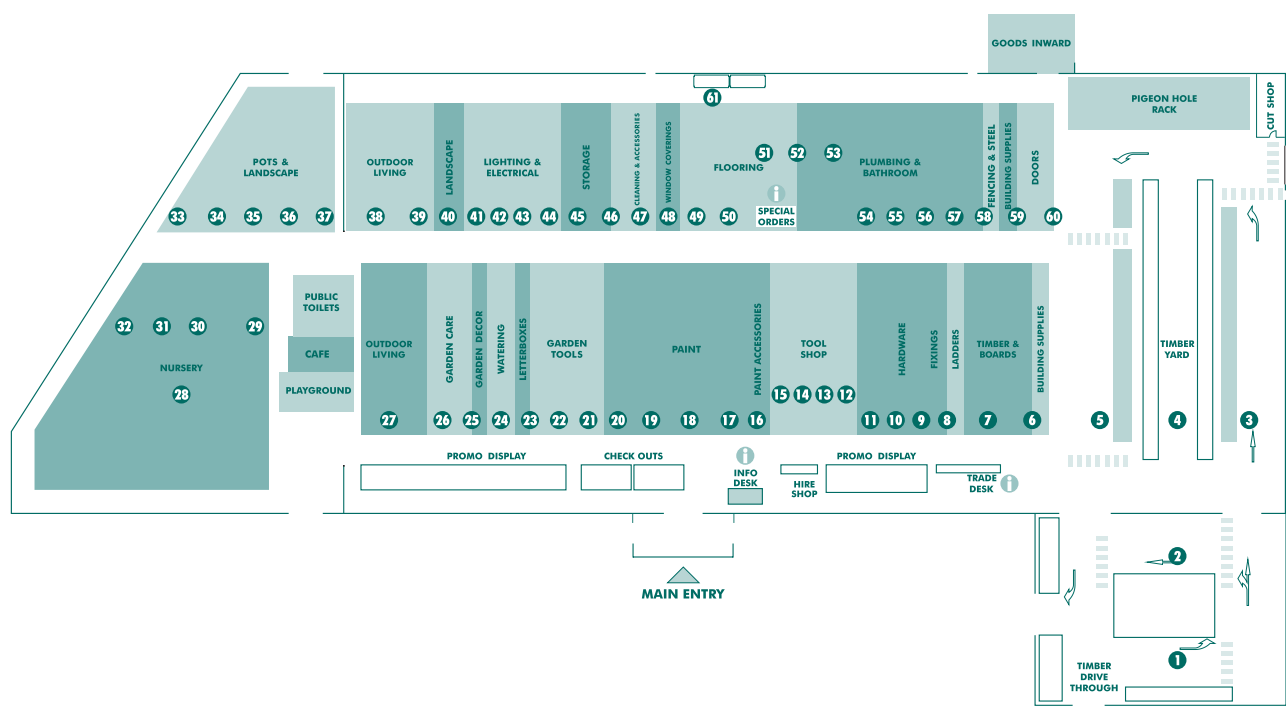 GOODS INWARD
PIGEON HOLE
RACK
CUT SHOP
61
POTS &
LANDSCAPE
OUTDOOR
LIVING
LANDSCAPE
LIGHTING &
ELECTRICAL
STORAGE
CLEANING & ACCESSORIES
WINDOW COVERINGS
FLOORING
51 52 53
PLUMBING &
BATHROOM
FENCING & STEEL
BUILDING SUPPLIES
DOORS
i
SPECIAL
ORDERS
33 34 35 36 37 38 39 40 41 42 43 44 45 46 47 48 49 50 54 55 56 57 58 59 60
PUBLIC
TOILETS
CAFE
PLAYGROUND
32 31 30 29
NURSERY
28
OUTDOOR
LIVING
GARDEN CARE
GARDEN DECOR
WATERING
LETTERBOXES
GARDEN
TOOLS
PAINT
PAINT ACCESSORIES
TOOL
SHOP
HARDWARE
FIXINGS
LADDERS
TIMBER &
BOARDS
BUILDING SUPPLIES
TIMBER
YARD
15 14 13 12
27 26 25 24 23 22 21 20 19 18 17 16 11 10 9 8 7 6 5 4 3
PROMO DISPLAY
CHECK OUTS
i
INFO
DESK
HIRE
SHOP
PROMO DISPLAY
TRADE
DESK
i
MAIN ENTRY
2
1
TIMBER
DRIVE
THROUGH